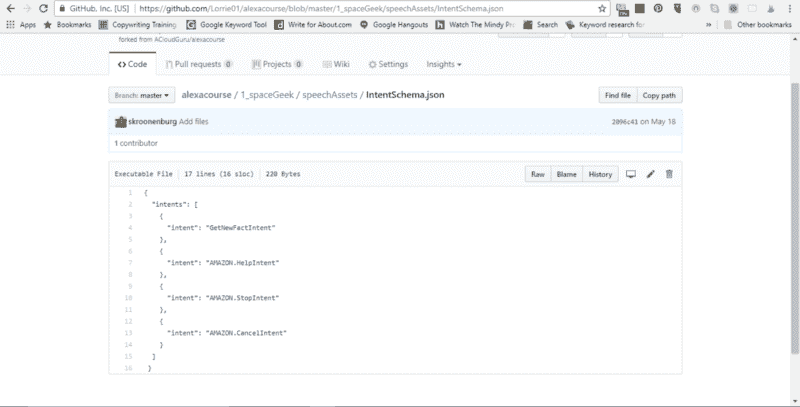 GitHub, Inc. [US] https://github.com/Lorrie01/alexacourse/blob/master/1_spaceGeek/speechAssets/IntentSchema.json
Apps Bookmarks Copywriting Training Google Keyword Tool Write for About.com Google Hangouts Watch The Mindy Pro Keyword research for » Other bookmarks
forked from ACloudGuru/alexacourse
<> Code Pull requests 0 Projects 0 Wiki Settings Insights
Branch: master alexacourse / 1_spaceGeek / speechAssets / IntentSchema.json Find file Copy path
skroonenburg Add files 2096c41 on May 16
1 contributor
Executable File 17 lines (16 sloc) 220 Bytes Raw Blame History
1 {
2 "intents": [
3 {
4 "intent": "GetNewFactIntent"
5 },
6 {
7 "intent": "AMAZON.HelpIntent"
8 },
9 {
10 "intent": "AMAZON.StopIntent"
11 },
12 {
13 "intent": "AMAZON.CancelIntent"
14 }
15 ]
16 }